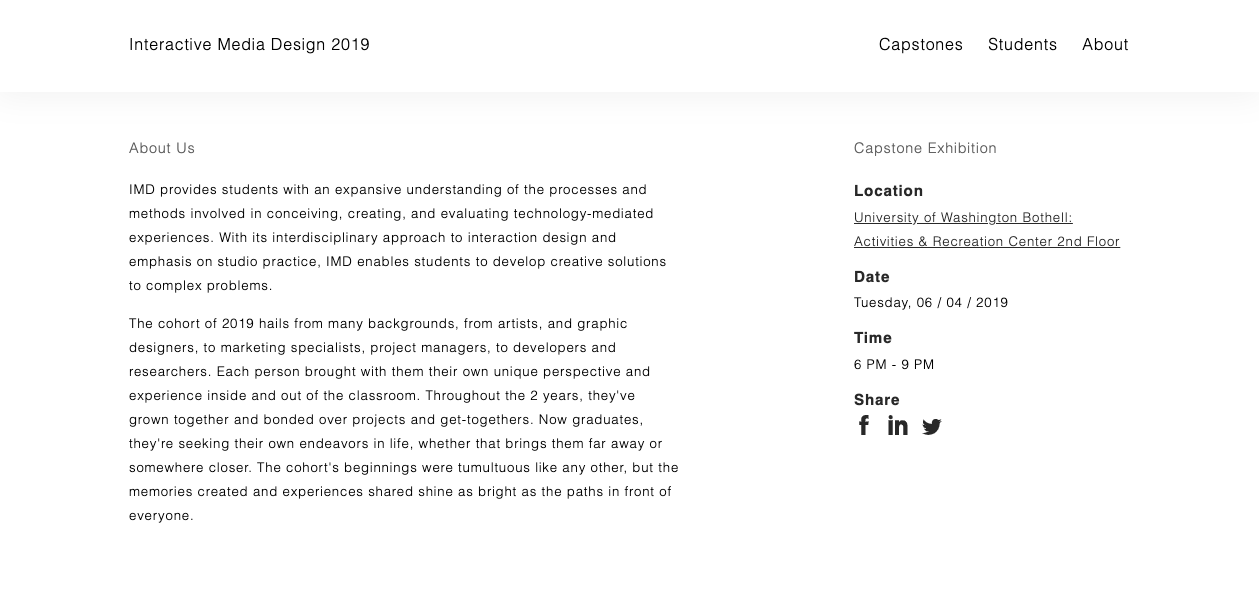 Interactive Media Design 2019
Capstones Students About
About Us
IMD provides students with an expansive understanding of the processes and
methods involved in conceiving, creating, and evaluating technology-mediated
experiences. With its interdisciplinary approach to interaction design and
emphasis on studio practice, IMD enables students to develop creative solutions
to complex problems.
The cohort of 2019 hails from many backgrounds, from artists, and graphic
designers, to marketing specialists, project managers, to developers and
researchers. Each person brought with them their own unique perspective and
experience inside and out of the classroom. Throughout the 2 years, they've
grown together and bonded over projects and get-togethers. Now graduates,
they're seeking their own endeavors in life, whether that brings them far away or
somewhere closer. The cohort's beginnings were tumultuous like any other, but the
memories created and experiences shared shine as bright as the paths in front of
everyone.
Capstone Exhibition
Location
University of Washington Bothell:
Activities & Recreation Center 2nd Floor
Date
Tuesday, 06 / 04 / 2019
Time
6 PM - 9 PM
Share